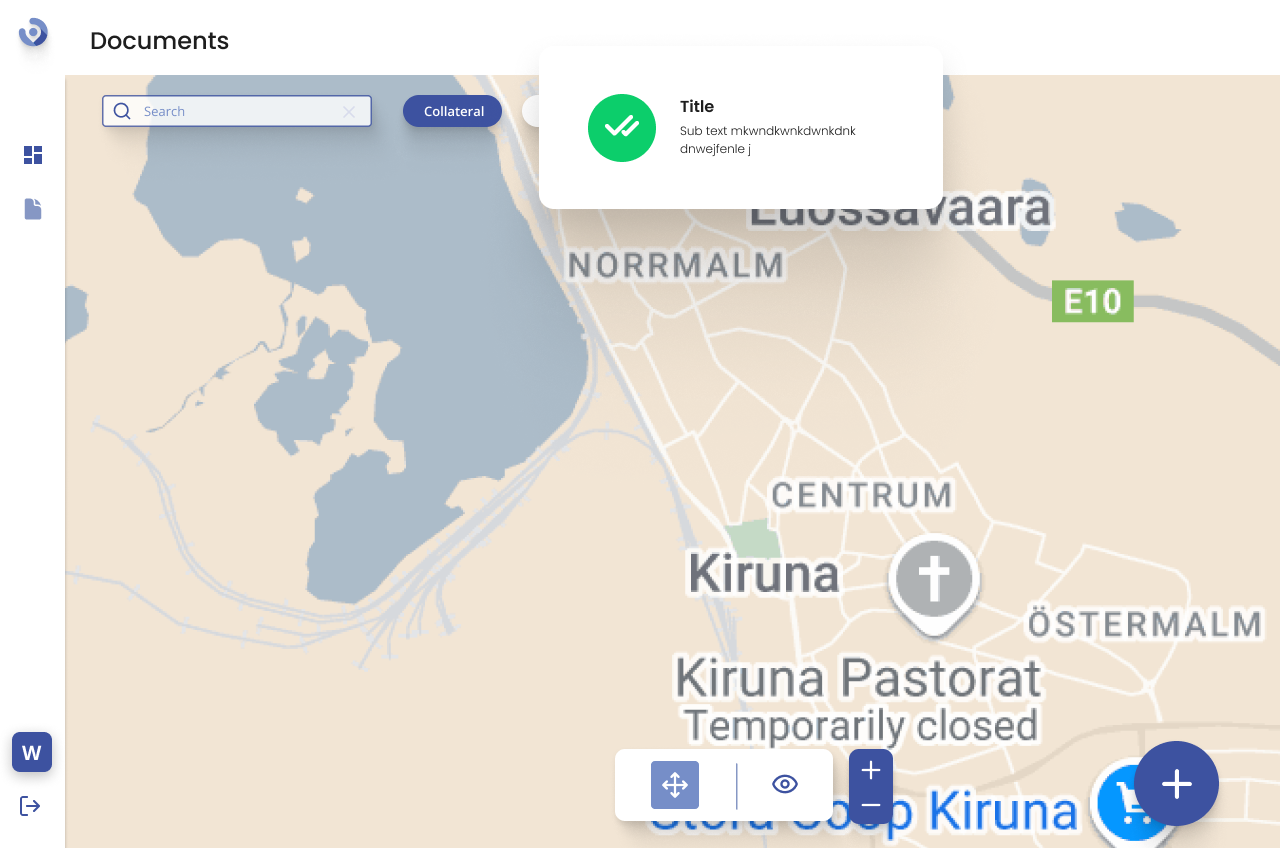 Documents
Search
Collateral
Title
Sub text mkwndkwnkdwnkdnk
dnwejfenle j
Luossavaara
NORRMALM
E10
CENTRUM
Kiruna
ÖSTERMALM
Kiruna Pastorat
Temporarily closed
W
Stora Coop Kiruna